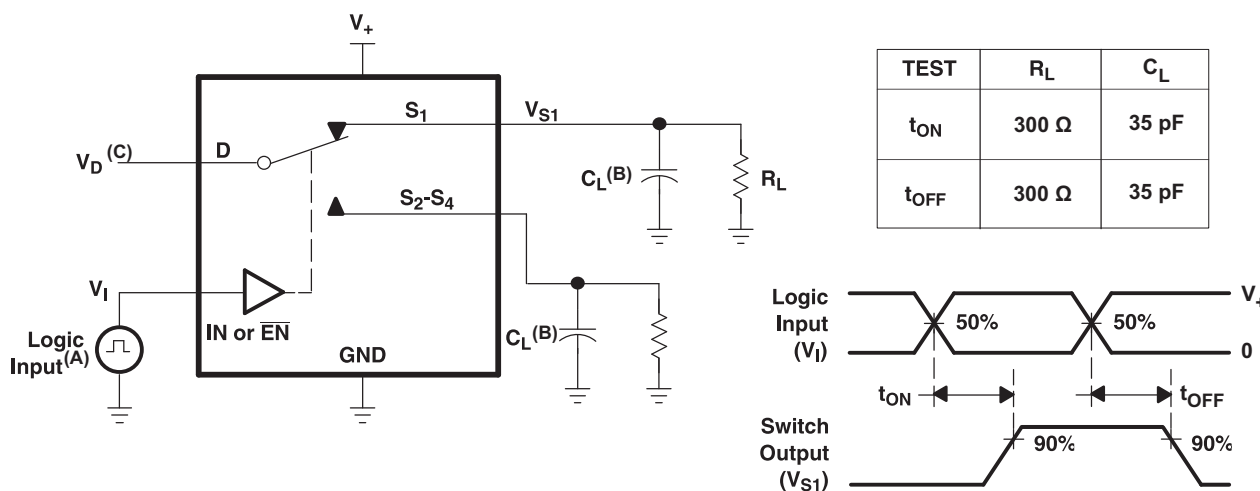 V+
S1
VS1
VD (C)
D
CL(B)
RL
S2-S4
VI
IN or E̅N̅
Logic
Input(A)
GND
CL(B)
TEST RL CL
tON 300 Ω 35 pF
tOFF 300 Ω 35 pF
Logic
Input
(VI)
50%
50%
V+
0
tON
tOFF
Switch
Output
(VS1)
90%
90%